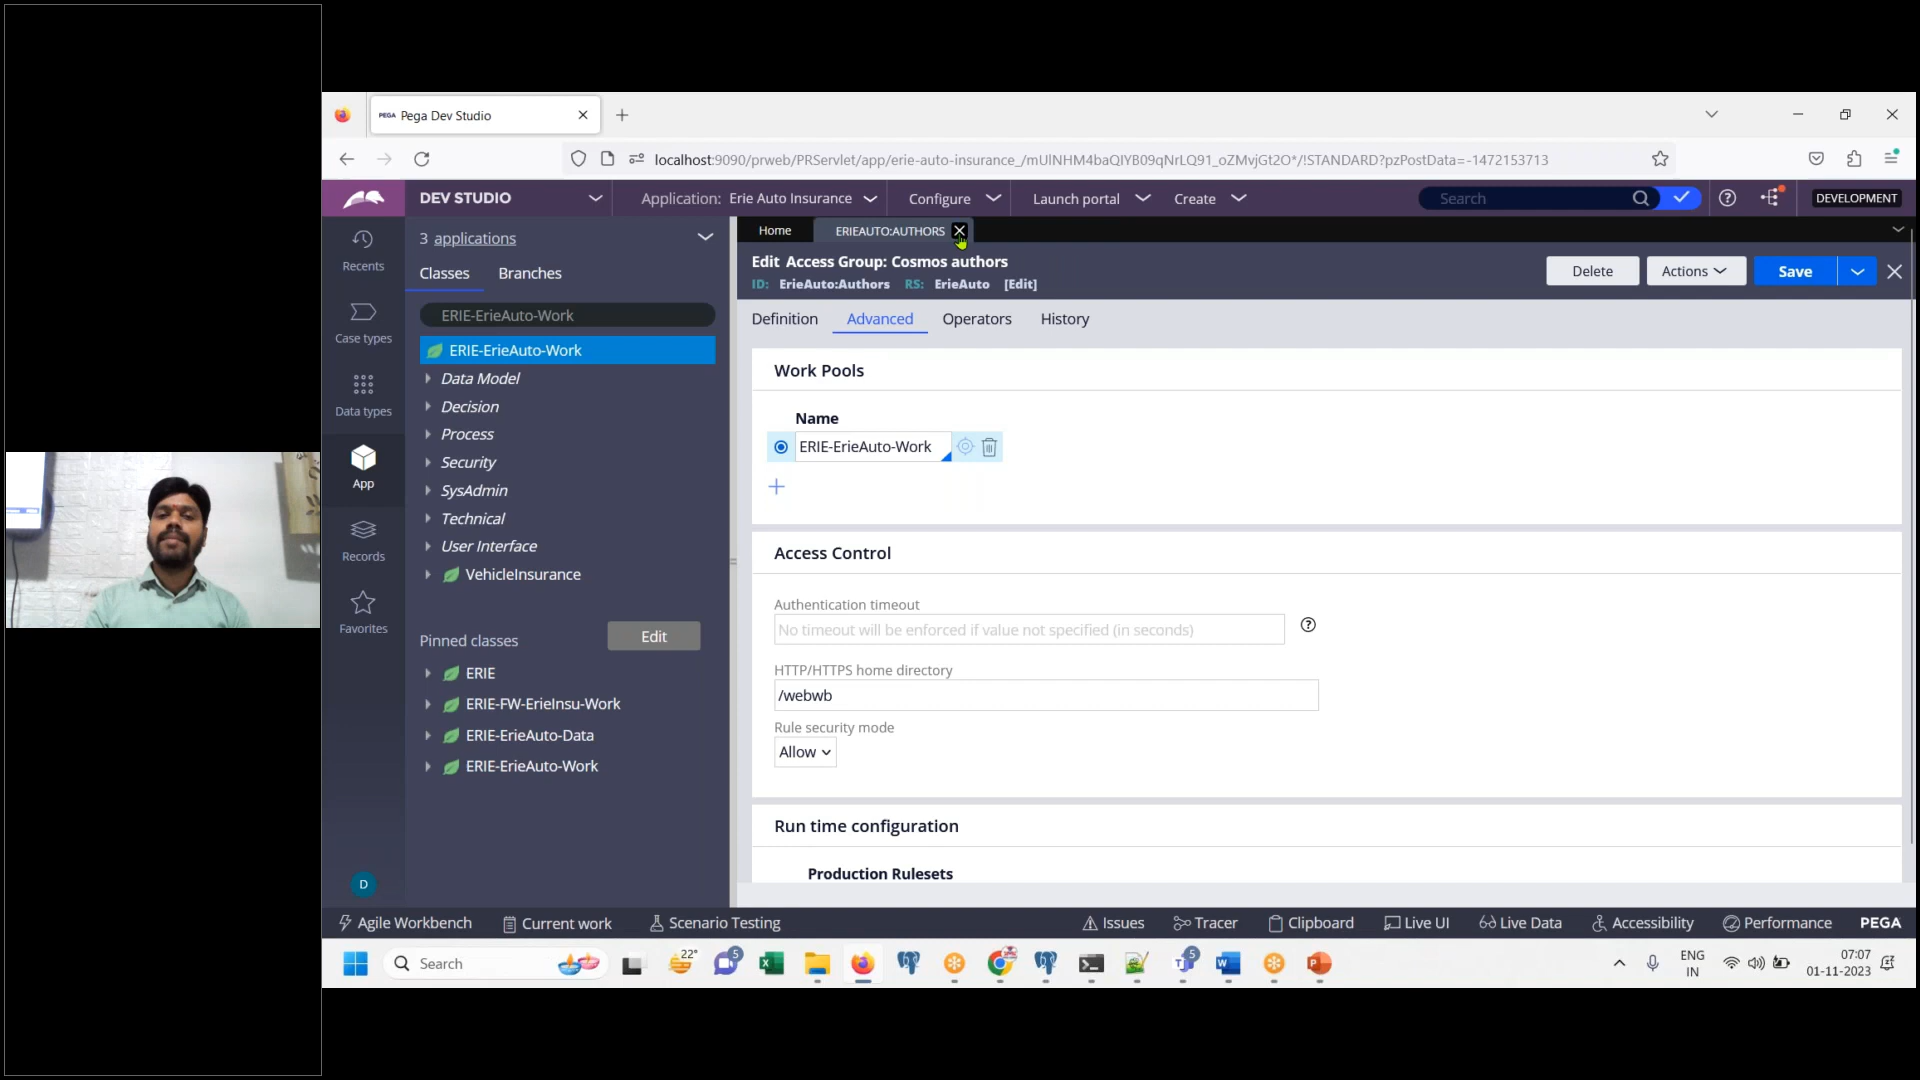 PEGA Pega Dev Studio
localhost:9090/prweb/PRServlet/app/erie-auto-insurance_/mUlNHM4baQIYB09qNrLQ91_oZMvjGt2O*/!STANDARD?pzPostData=-1472153713
DEV STUDIO
Application: Erie Auto Insurance
Configure
Launch portal
Create
Search
DEVELOPMENT
Recents
Case types
Data types
App
Records
Favorites
D
3 applications
Classes
Branches
ERIE-ErieAuto-Work
ERIE-ErieAuto-Work
Data Model
Decision
Process
Security
SysAdmin
Technical
User Interface
VehicleInsurance
Pinned classes
Edit
ERIE
ERIE-FW-ErieInsu-Work
ERIE-ErieAuto-Data
ERIE-ErieAuto-Work
Home
ERIEAUTO:AUTHORS
Edit Access Group: Cosmos authors
ID: ErieAuto:Authors RS: ErieAuto [Edit]
Delete
Actions
Save
Definition
Advanced
Operators
History
Work Pools
Name
ERIE-ErieAuto-Work
Access Control
Authentication timeout
No timeout will be enforced if value not specified (in seconds)
HTTP/HTTPS home directory
/webwb
Rule security mode
Allow
Run time configuration
Production Rulesets
Agile Workbench
Current work
Scenario Testing
Issues
Tracer
Clipboard
Live UI
Live Data
Accessibility
Performance
PEGA
Search
22°
5
5
ENG
IN
07:07
01-11-2023